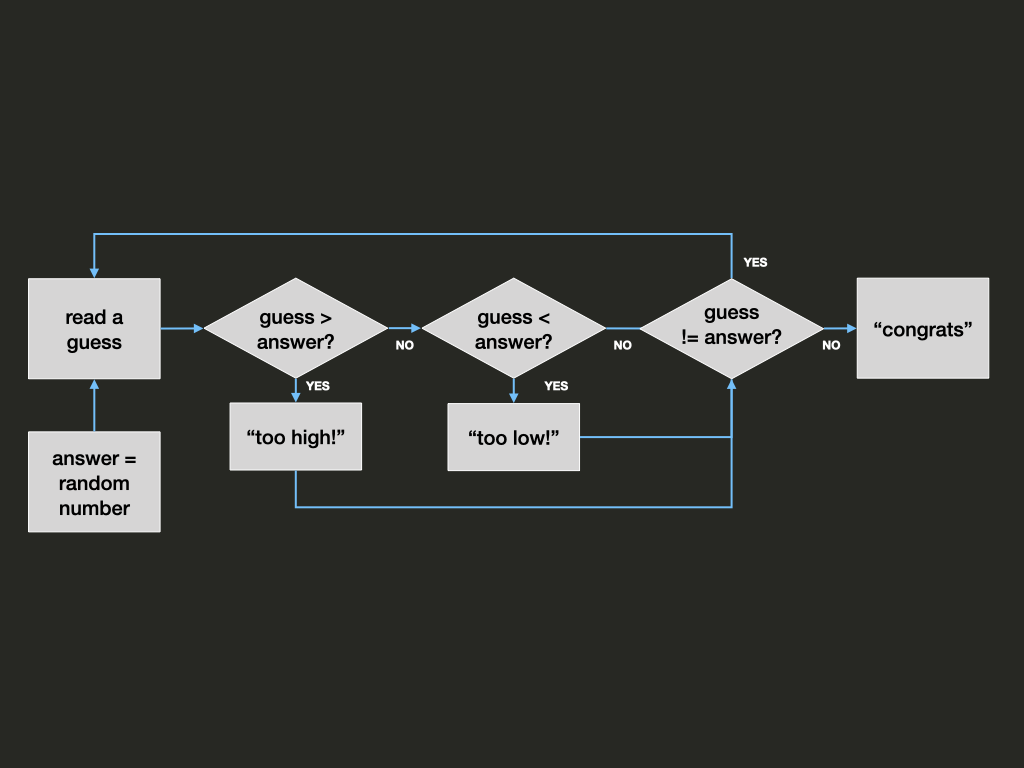 read a
guess
answer =
random
number
guess >
answer?
NO
YES
“too high!”
guess <
answer?
NO
YES
“too low!”
guess
!= answer?
YES
NO
“congrats”